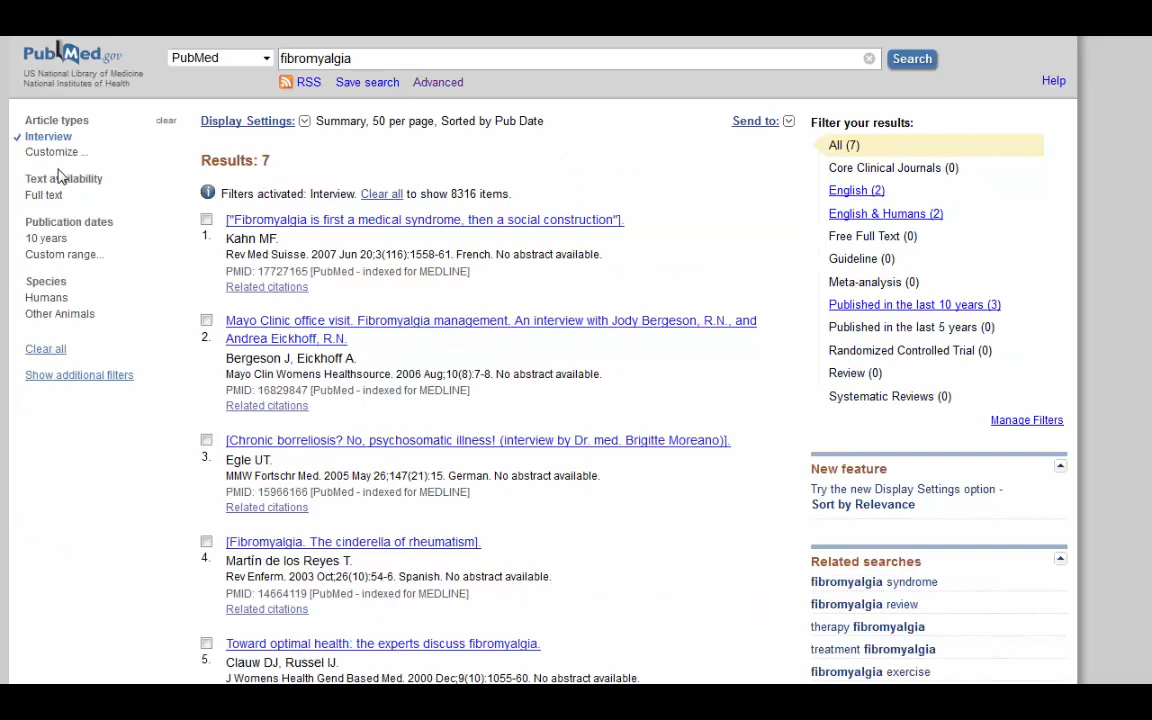 PubMed.gov
US National Library of Medicine
National Institutes of Health
PubMed
fibromyalgia
Search
RSS Save search Advanced
Help
Article types clear
Interview
Customize ...
Text availability
Full text
Publication dates
10 years
Custom range...
Species
Humans
Other Animals
Clear all
Show additional filters
Display Settings: Summary, 50 per page, Sorted by Pub Date Send to:
Results: 7
Filters activated: Interview. Clear all to show 8316 items.
["Fibromyalgia is first a medical syndrome, then a social construction"].
1. Kahn MF.
Rev Med Suisse. 2007 Jun 20;3(116):1558-61. French. No abstract available.
PMID: 17727165 [PubMed - indexed for MEDLINE]
Related citations
Mayo Clinic office visit. Fibromyalgia management. An interview with Jody Bergeson, R.N., and
2. Andrea Eickhoff, R.N.
Bergeson J, Eickhoff A.
Mayo Clin Womens Healthsource. 2006 Aug;10(8):7-8. No abstract available.
PMID: 16829847 [PubMed - indexed for MEDLINE]
Related citations
[Chronic borreliosis? No, psychosomatic illness! (interview by Dr. med. Brigitte Moreano)].
3. Egle UT.
MMW Fortschr Med. 2005 May 26;147(21):15. German. No abstract available.
PMID: 15966166 [PubMed - indexed for MEDLINE]
Related citations
[Fibromyalgia. The cinderella of rheumatism].
4. Martín de los Reyes T.
Rev Enferm. 2003 Oct;26(10):54-6. Spanish. No abstract available.
PMID: 14664119 [PubMed - indexed for MEDLINE]
Related citations
Toward optimal health: the experts discuss fibromyalgia.
5. Clauw DJ, Russel IJ.
J Womens Health Gend Based Med. 2000 Dec;9(10):1055-60. No abstract available.
Filter your results:
All (7)
Core Clinical Journals (0)
English (2)
English & Humans (2)
Free Full Text (0)
Guideline (0)
Meta-analysis (0)
Published in the last 10 years (3)
Published in the last 5 years (0)
Randomized Controlled Trial (0)
Review (0)
Systematic Reviews (0)
Manage Filters
New feature
Try the new Display Settings option -
Sort by Relevance
Related searches
fibromyalgia syndrome
fibromyalgia review
therapy fibromyalgia
treatment fibromyalgia
fibromyalgia exercise